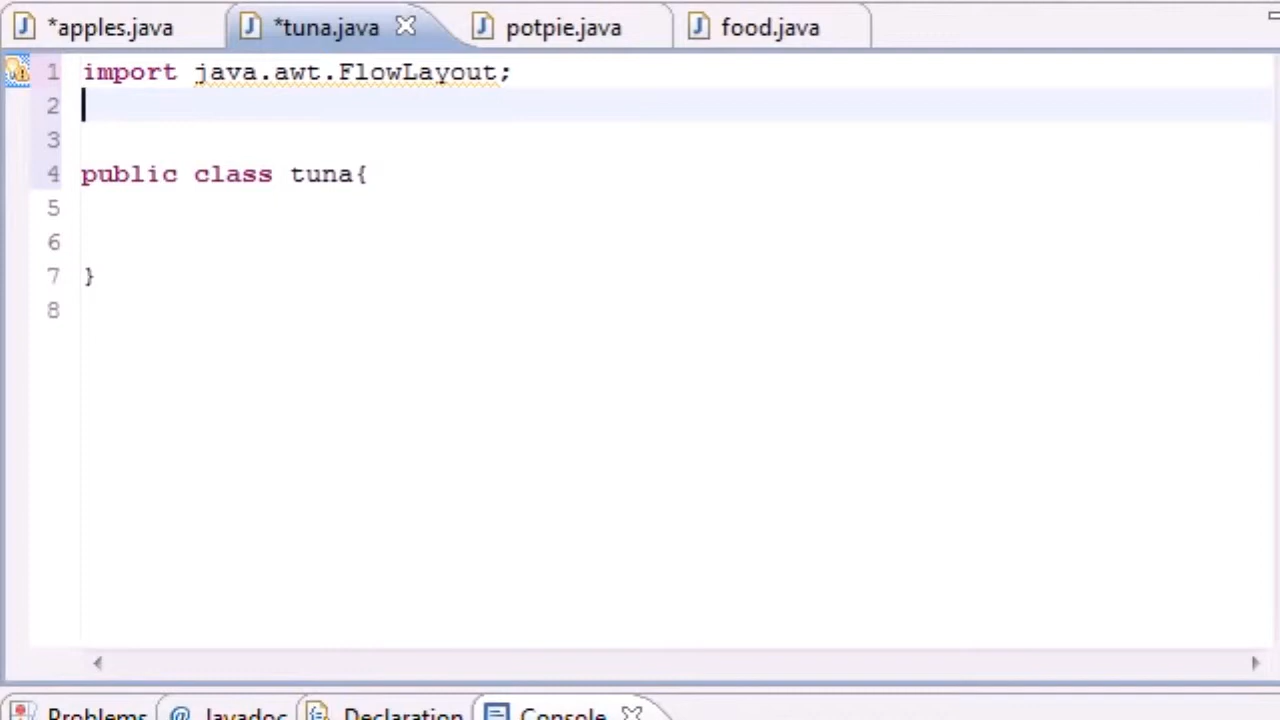 *apples.java *tuna.java potpie.java food.java
1 import java.awt.FlowLayout;
2
3
4 public class tuna{
5
6
7 }
8
Problems @ Javadoc Declaration Console